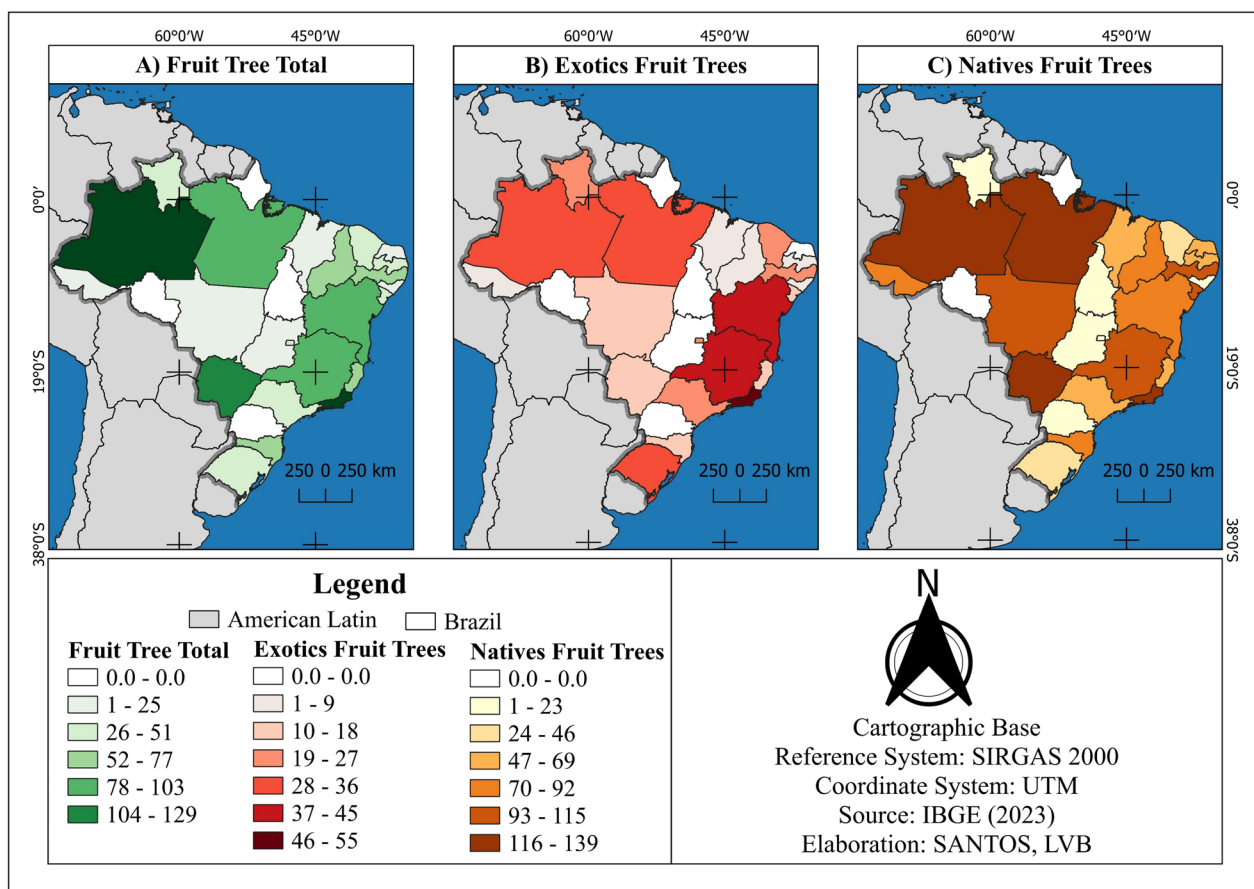 60°0'W 45°0'W 60°0'W 45°0'W 60°0'W 45°0'W
A) Fruit Tree Total
B) Exotics Fruit Trees
C) Natives Fruit Trees
0°0' 0°0'
19°0'S 19°0'S
250 0 250 km 250 0 250 km 250 0 250 km
38°0'S 38°0'S
Legend
American Latin Brazil
Fruit Tree Total
0.0 - 0.0
1 - 25
26 - 51
52 - 77
78 - 103
104 - 129
Exotics Fruit Trees
0.0 - 0.0
1 - 9
10 - 18
19 - 27
28 - 36
37 - 45
46 - 55
Natives Fruit Trees
0.0 - 0.0
1 - 23
24 - 46
47 - 69
70 - 92
93 - 115
116 - 139
N
Cartographic Base
Reference System: SIRGAS 2000
Coordinate System: UTM
Source: IBGE (2023)
Elaboration: SANTOS, LVB